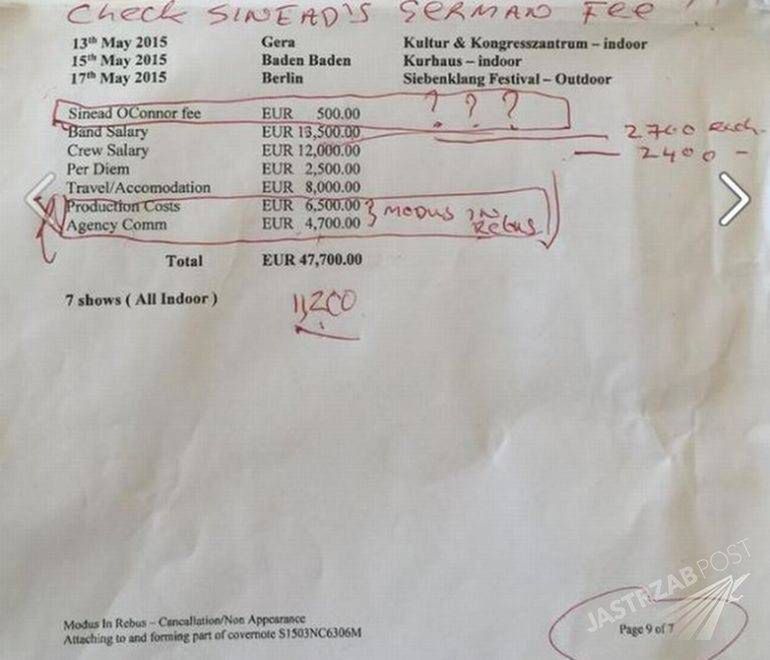 Check SINEAD'S GERMAN FEE !!
13th May 2015 Gera Kultur & Kongresszantrum – indoor
15th May 2015 Baden Baden Kurhaus – indoor
17th May 2015 Berlin Siebenklang Festival – Outdoor
Sinead OConnor fee EUR 500.00 ? ? ?
Band Salary EUR 13,500.00 2700 each.
Crew Salary EUR 12,000.00 — 2400 –
Per Diem EUR 2,500.00
Travel/Accomodation EUR 8,000.00
Production Costs EUR 6,500.00 } MODUS IN
Agency Comm EUR 4,700.00 Rebus
Total EUR 47,700.00
7 shows ( All Indoor ) 11,200
JASTRZABPOST
Modus In Rebus – Cancallation/Non Appearance
Attaching to and forming part of covernote S1503NC6306M
Page 9 of 7